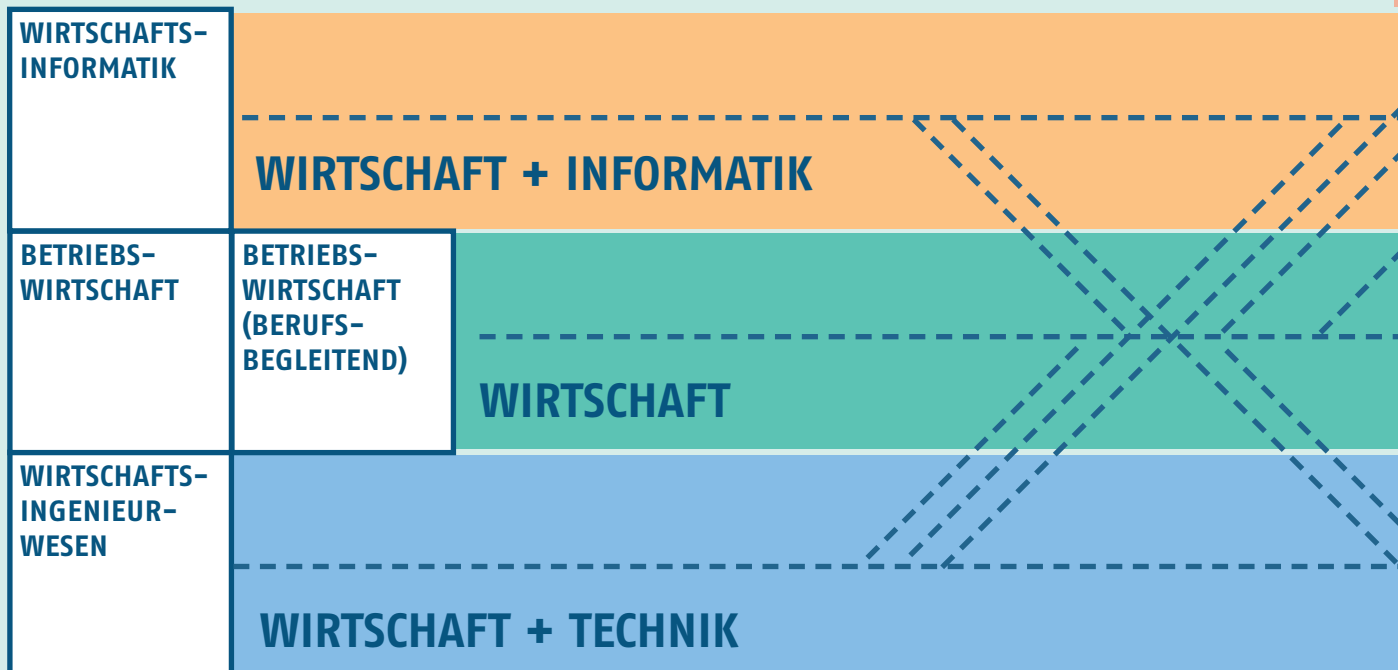 WIRTSCHAFTS-
INFORMATIK
WIRTSCHAFT + INFORMATIK
BETRIEBS-
WIRTSCHAFT
BETRIEBS-
WIRTSCHAFT
(BERUFS-
BEGLEITEND)
WIRTSCHAFT
WIRTSCHAFTS-
INGENIEUR-
WESEN
WIRTSCHAFT + TECHNIK